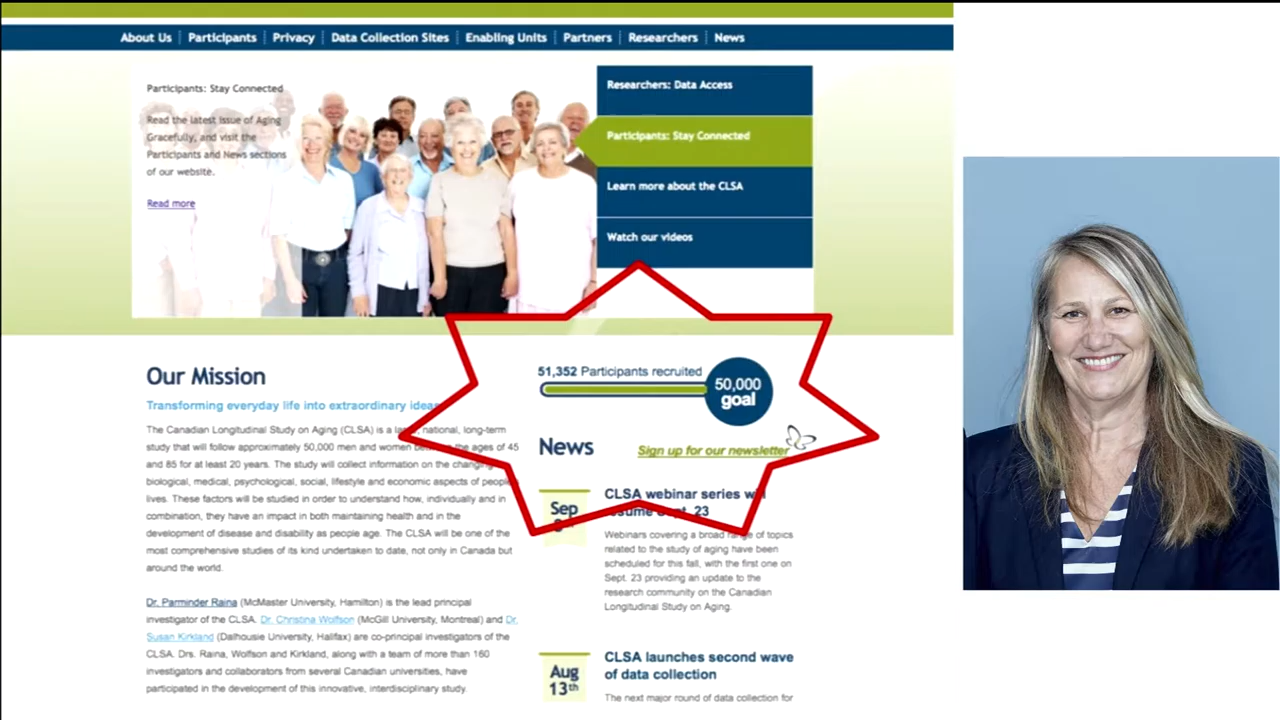 About Us Participants Privacy Data Collection Sites Enabling Units Partners Researchers News
Participants: Stay Connected
Read the latest issue of Aging
Gracefully, and visit the
Participants and News sections
of our website.
Read more
Researchers: Data Access
Participants: Stay Connected
Learn more about the CLSA
Watch our videos
Our Mission
Transforming everyday life into extraordinary ideas
The Canadian Longitudinal Study on Aging (CLSA) is a national, long-term
study that will follow approximately 50,000 men and women the ages of 45
and 85 for at least 20 years. The study will collect information on the changing
biological, medical, psychological, social, lifestyle and economic aspects of people
lives. These factors will be studied in order to understand how, individually and in
combination, they have an impact in both maintaining health and in the
development of disease and disability as people age. The CLSA will be one of the
most comprehensive studies of its kind undertaken to date, not only in Canada but
around the world.
Dr. Parminder Raina (McMaster University, Hamilton) is the lead principal
investigator of the CLSA. Dr. Christina Wolfson (McGill University, Montreal) and Dr.
Susan Kirkland (Dalhousie University, Halifax) are co-principal investigators of the
CLSA. Drs. Raina, Wolfson and Kirkland, along with a team of more than 160
investigators and collaborators from several Canadian universities, have
participated in the development of this innovative, interdisciplinary study.
51,352 Participants recruited
50,000
goal
News
Sign up for our newsletter
Sep
CLSA webinar series
Sept. 23
Webinars covering a broad range of topics
related to the study of aging have been
scheduled for this fall, with the first one on
Sept. 23 providing an update to the
research community on the Canadian
Longitudinal Study on Aging.
Aug
13th
CLSA launches second wave
of data collection
The next major round of data collection for